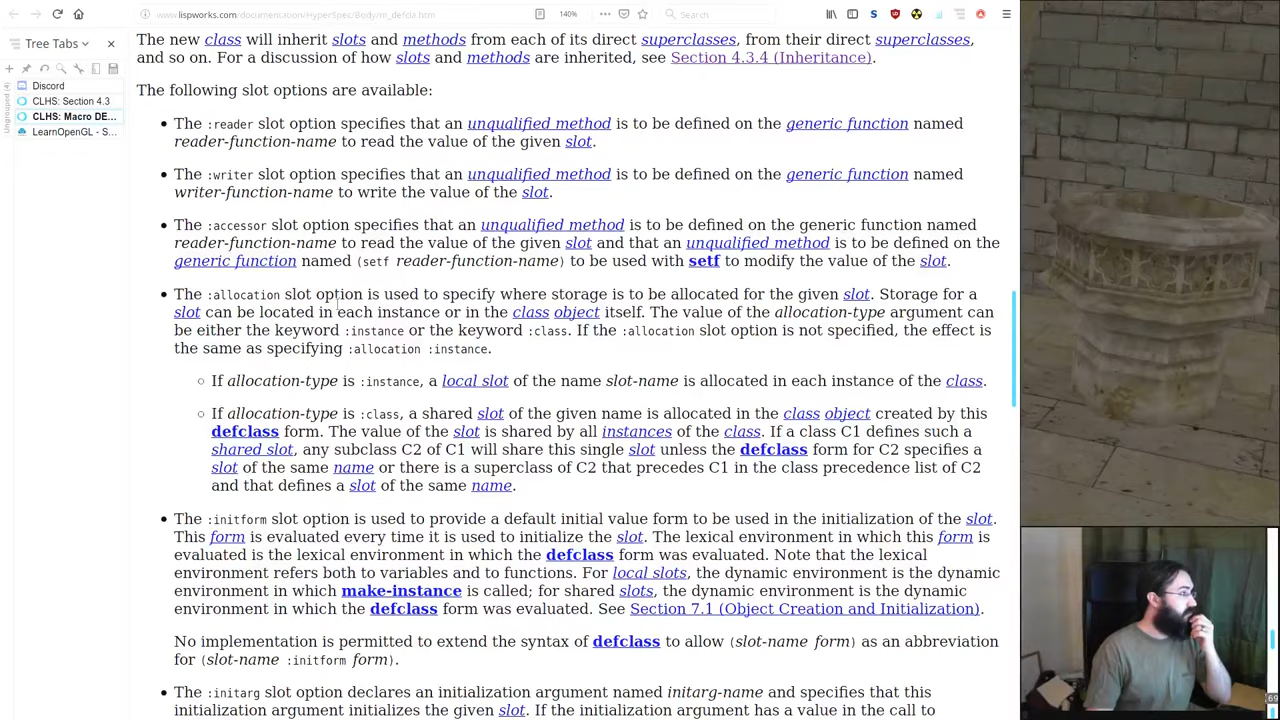 www.lispworks.com/documentation/HyperSpec/Body/m_defcla.htm
140%
Search
Tree Tabs
Ungrouped (4)
Discord
CLHS: Section 4.3
CLHS: Macro DE...
LearnOpenGL - S...
The new class will inherit slots and methods from each of its direct superclasses, from their direct superclasses,
and so on. For a discussion of how slots and methods are inherited, see Section 4.3.4 (Inheritance).
The following slot options are available:
• The :reader slot option specifies that an unqualified method is to be defined on the generic function named
reader-function-name to read the value of the given slot.
• The :writer slot option specifies that an unqualified method is to be defined on the generic function named
writer-function-name to write the value of the slot.
• The :accessor slot option specifies that an unqualified method is to be defined on the generic function named
reader-function-name to read the value of the given slot and that an unqualified method is to be defined on the
generic function named (setf reader-function-name) to be used with setf to modify the value of the slot.
• The :allocation slot option is used to specify where storage is to be allocated for the given slot. Storage for a
slot can be located in each instance or in the class object itself. The value of the allocation-type argument can
be either the keyword :instance or the keyword :class. If the :allocation slot option is not specified, the effect is
the same as specifying :allocation :instance.
○ If allocation-type is :instance, a local slot of the name slot-name is allocated in each instance of the class.
○ If allocation-type is :class, a shared slot of the given name is allocated in the class object created by this
defclass form. The value of the slot is shared by all instances of the class. If a class C1 defines such a
shared slot, any subclass C2 of C1 will share this single slot unless the defclass form for C2 specifies a
slot of the same name or there is a superclass of C2 that precedes C1 in the class precedence list of C2
and that defines a slot of the same name.
• The :initform slot option is used to provide a default initial value form to be used in the initialization of the slot.
This form is evaluated every time it is used to initialize the slot. The lexical environment in which this form is
evaluated is the lexical environment in which the defclass form was evaluated. Note that the lexical
environment refers both to variables and to functions. For local slots, the dynamic environment is the dynamic
environment in which make-instance is called; for shared slots, the dynamic environment is the dynamic
environment in which the defclass form was evaluated. See Section 7.1 (Object Creation and Initialization).
No implementation is permitted to extend the syntax of defclass to allow (slot-name form) as an abbreviation
for (slot-name :initform form).
• The :initarg slot option declares an initialization argument named initarg-name and specifies that this
initialization argument initializes the given slot. If the initialization argument has a value in the call to
69